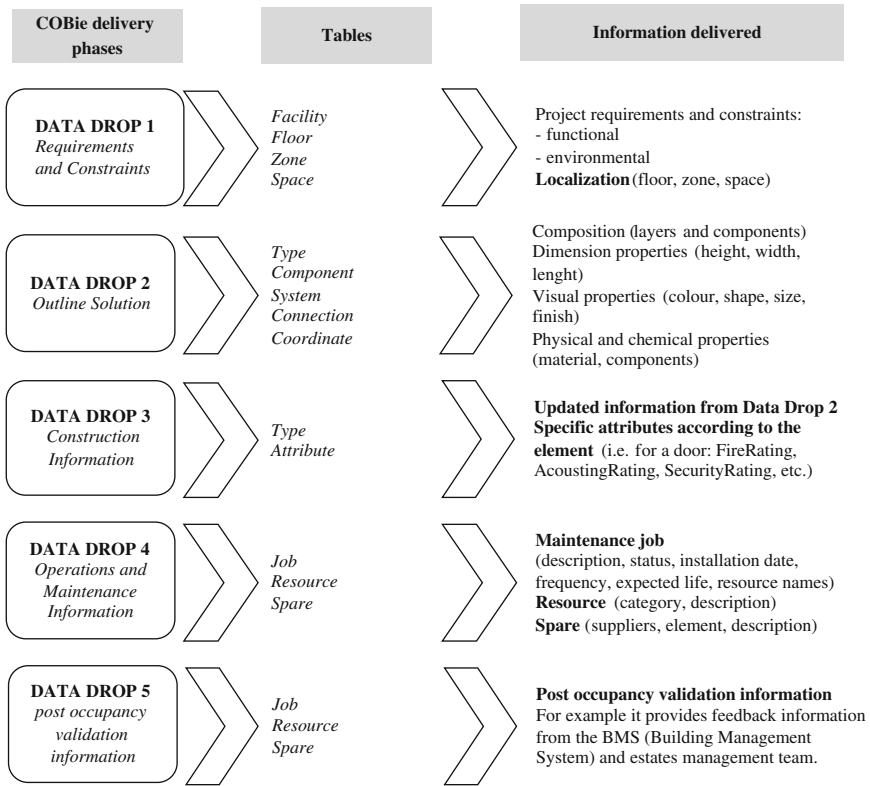 COBie delivery
phases
Tables
Information delivered
DATA DROP 1
Requirements
and Constraints
Facility
Floor
Zone
Space
Project requirements and constraints:
- functional
- environmental
Localization (floor, zone, space)
DATA DROP 2
Outline Solution
Type
Component
System
Connection
Coordinate
Composition (layers and components)
Dimension properties (height, width,
lenght)
Visual properties (colour, shape, size,
finish)
Physical and chemical properties
(material, components)
DATA DROP 3
Construction
Information
Type
Attribute
Updated information from Data Drop 2
Specific attributes according to the
element (i.e. for a door: FireRating,
AcoustingRating, SecurityRating, etc.)
DATA DROP 4
Operations and
Maintenance
Information
Job
Resource
Spare
Maintenance job
(description, status, installation date,
frequency, expected life, resource names)
Resource (category, description)
Spare (suppliers, element, description)
DATA DROP 5
post occupancy
validation
information
Job
Resource
Spare
Post occupancy validation information
For example it provides feedback information
from the BMS (Building Management
System) and estates management team.